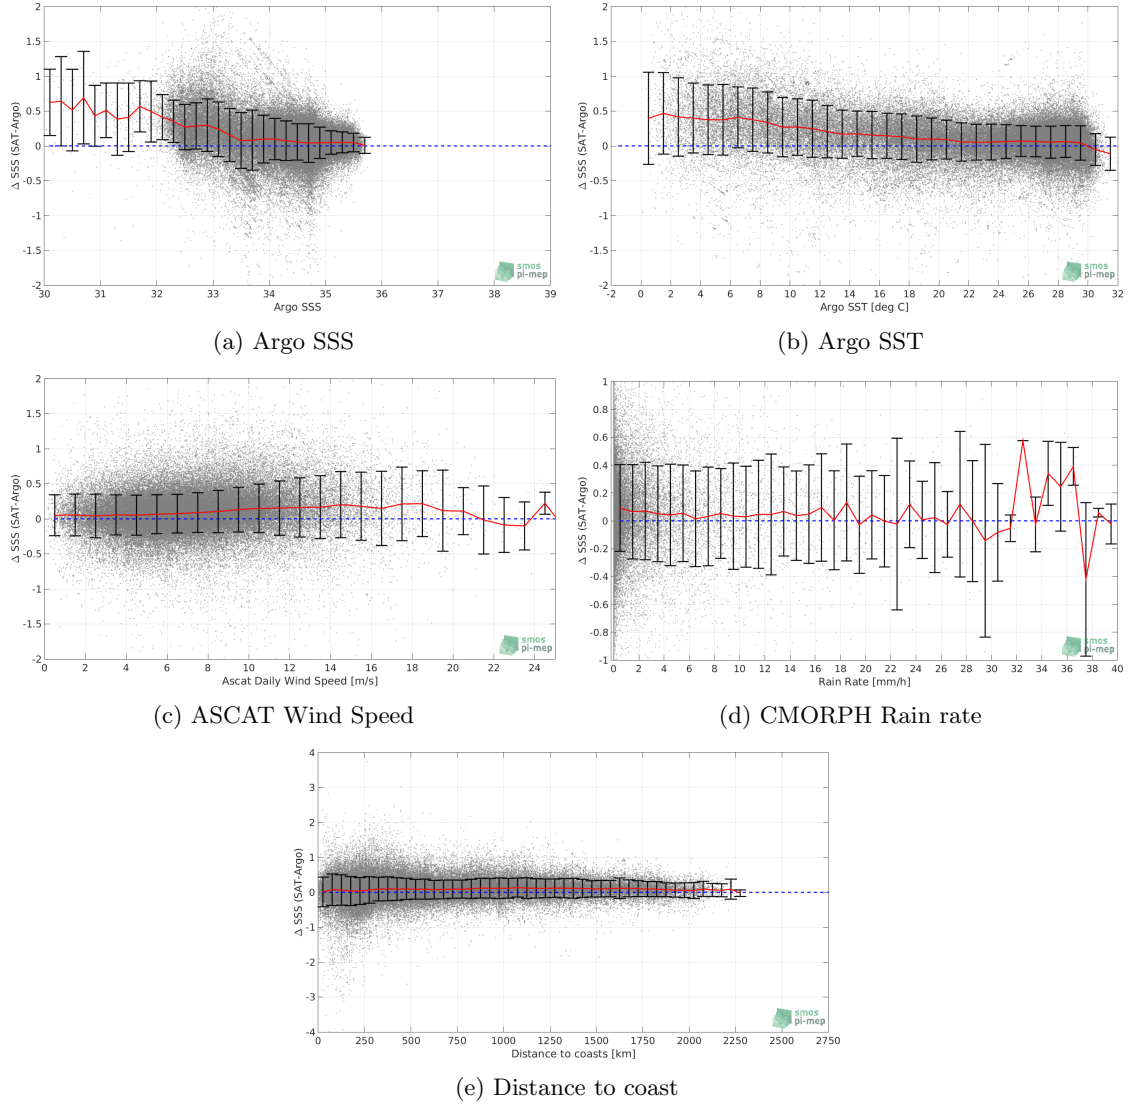 2
1.5
1
0.5
0
-0.5
-1
-1.5
-2
Δ SSS (SAT-Argo)
30 31 32 33 34 35 36 37 38 39
Argo SSS
smos
pi-mep
(a) Argo SSS
2
1.5
1
0.5
0
-0.5
-1
-1.5
-2
Δ SSS (SAT-Argo)
-2 0 2 4 6 8 10 12 14 16 18 20 22 24 26 28 30 32
Argo SST [deg C]
smos
pi-mep
(b) Argo SST
2
1.5
1
0.5
0
-0.5
-1
-1.5
-2
Δ SSS (SAT-Argo)
0 2 4 6 8 10 12 14 16 18 20 22 24
Ascat Daily Wind Speed [m/s]
smos
pi-mep
(c) ASCAT Wind Speed
1
0.8
0.6
0.4
0.2
0
-0.2
-0.4
-0.6
-0.8
-1
Δ SSS (SAT-Argo)
0 2 4 6 8 10 12 14 16 18 20 22 24 26 28 30 32 34 36 38 40
Rain Rate [mm/h]
smos
pi-mep
(d) CMORPH Rain rate
4
3
2
1
0
-1
-2
-3
-4
Δ SSS (SAT-Argo)
0 250 500 750 1000 1250 1500 1750 2000 2250 2500 2750
Distance to coasts [km]
smos
pi-mep
(e) Distance to coast